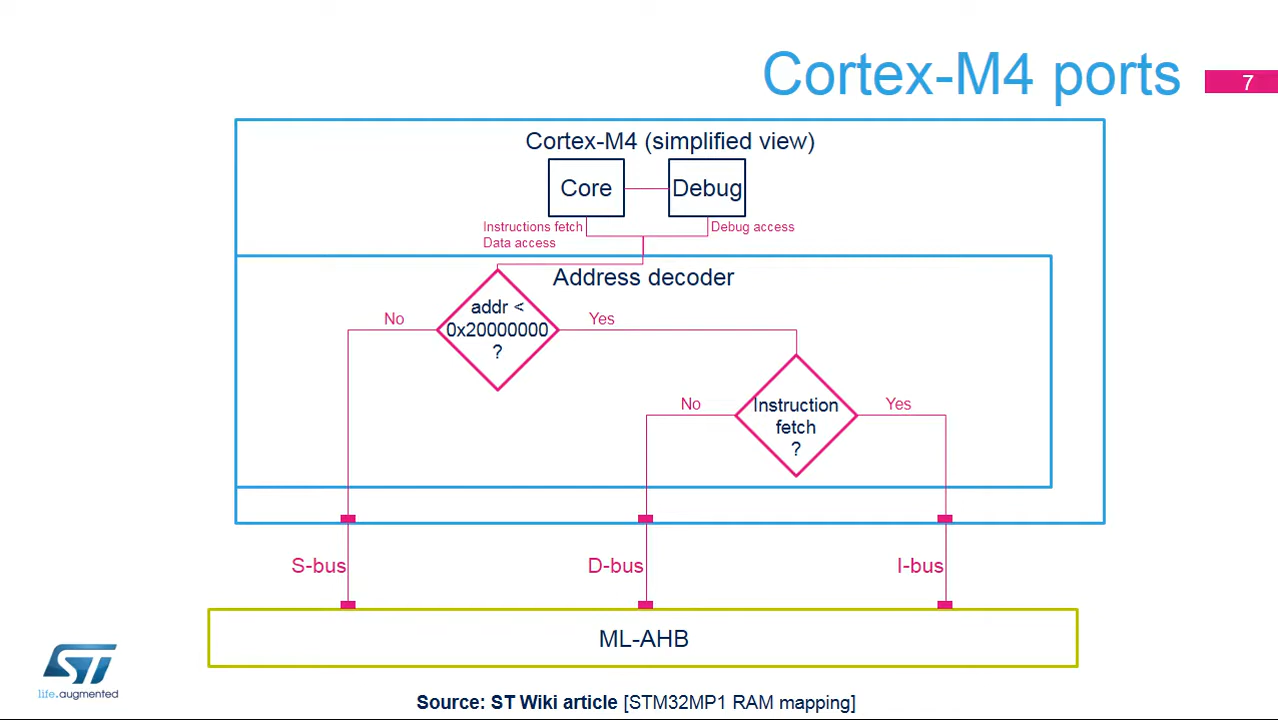 Cortex-M4 ports
7
Cortex-M4 (simplified view)
Core
Debug
Instructions fetch
Data access
Debug access
Address decoder
addr <
0x20000000
?
No
Yes
Instruction
fetch
?
No
Yes
S-bus
D-bus
I-bus
ML-AHB
ST
life.augmented
Source: ST Wiki article [STM32MP1 RAM mapping]